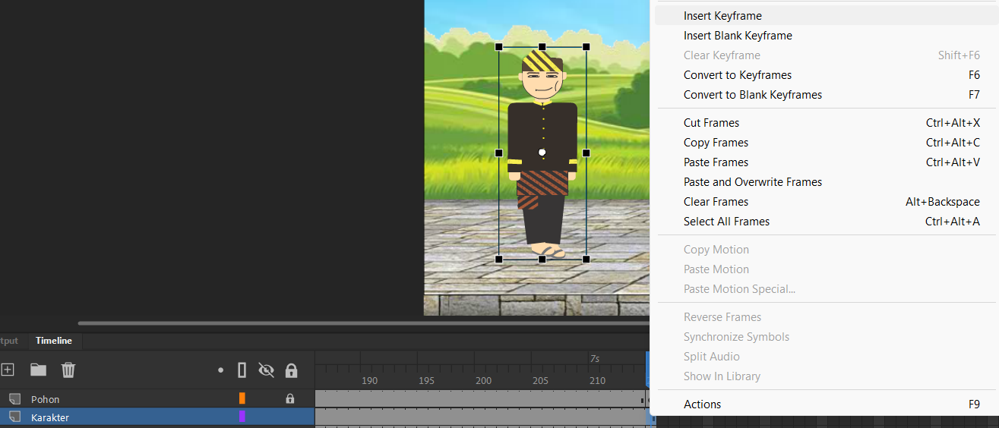 Insert Keyframe
Insert Blank Keyframe
Clear Keyframe Shift+F6
Convert to Keyframes F6
Convert to Blank Keyframes F7
Cut Frames Ctrl+Alt+X
Copy Frames Ctrl+Alt+C
Paste Frames Ctrl+Alt+V
Paste and Overwrite Frames
Clear Frames Alt+Backspace
Select All Frames Ctrl+Alt+A
Copy Motion
Paste Motion
Paste Motion Special...
Reverse Frames
Synchronize Symbols
Split Audio
Show In Library
Actions F9
tput Timeline
7s
190 195 200 205 210
Pohon
Karakter